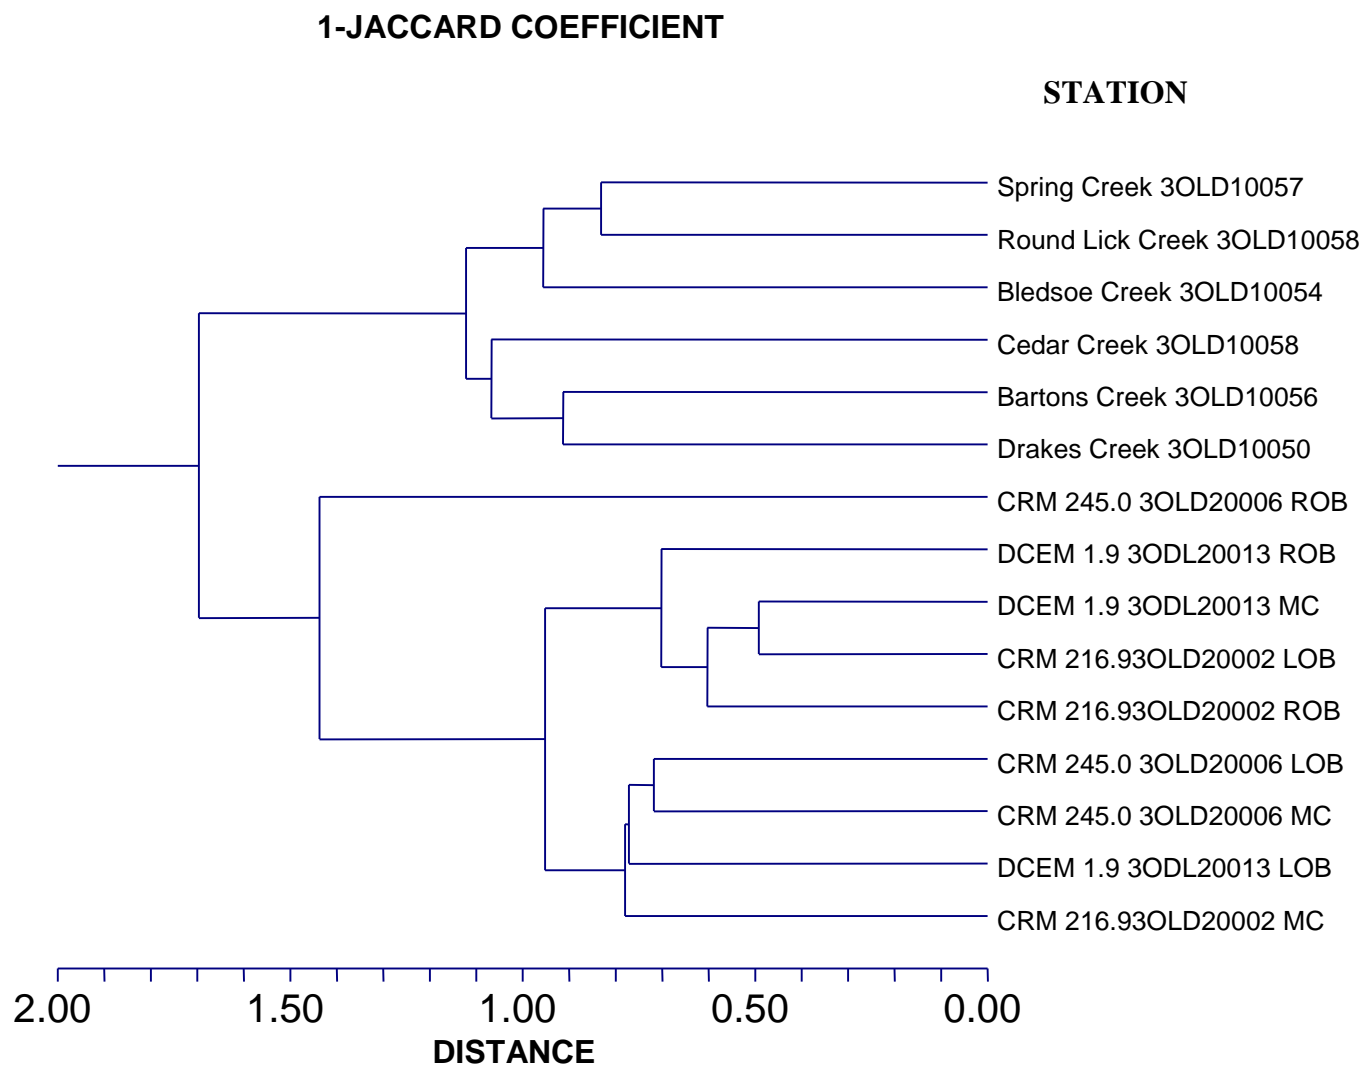 1-JACCARD COEFFICIENT
STATION
Spring Creek 3OLD10057
Round Lick Creek 3OLD10058
Bledsoe Creek 3OLD10054
Cedar Creek 3OLD10058
Bartons Creek 3OLD10056
Drakes Creek 3OLD10050
CRM 245.0 3OLD20006 ROB
DCEM 1.9 3ODL20013 ROB
DCEM 1.9 3ODL20013 MC
CRM 216.93OLD20002 LOB
CRM 216.93OLD20002 ROB
CRM 245.0 3OLD20006 LOB
CRM 245.0 3OLD20006 MC
DCEM 1.9 3ODL20013 LOB
CRM 216.93OLD20002 MC
2.00 1.50 1.00 0.50 0.00
DISTANCE